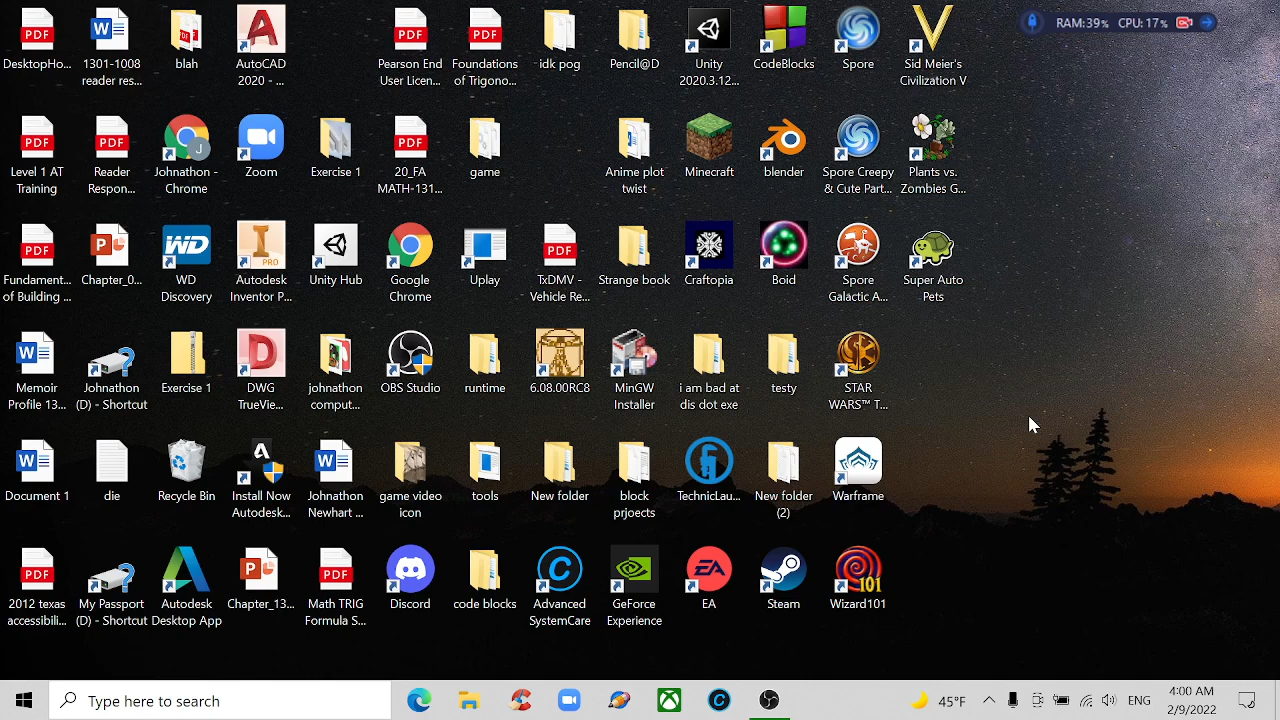 RAM:39% CPU:17%
DesktopHo...
1301-1008
reader res...
blah
AutoCAD
2020 - ...
Pearson End
User Licen...
Foundations
of Trigono...
idk pog
Pencil@D
Unity
2020.3.12...
CodeBlocks
Spore
Sid Meier's
Civilization V
Level 1 AT
Training
Reader
Respon...
Johnathon -
Chrome
Zoom
Exercise 1
20_FA
MATH-131...
game
Anime plot
twist
Minecraft
blender
Spore Creepy
& Cute Part...
Plants vs.
Zombies G...
Fundament...
of Building ...
Chapter_0...
WD
Discovery
Autodesk
Inventor P...
Unity Hub
Google
Chrome
Uplay
TxDMV -
Vehicle Re...
Strange book
Craftopia
Boid
Spore
Galactic A...
Super Auto
Pets
Memoir
Profile 13...
Johnathon
(D) - Shortcut
Exercise 1
DWG
TrueVie...
johnathon
comput...
OBS Studio
runtime
6.08.00RC8
MinGW
Installer
i am bad at
dis dot exe
testy
STAR
WARS™ T...
Document 1
die
Recycle Bin
Install Now
Autodesk...
Johnathon
Newhart ...
game video
icon
tools
New folder
block
prjoects
TechnicLau...
New folder
(2)
Warframe
2012 texas
accessibili...
My Passport
(D) - Shortcut
Autodesk
Desktop App
Chapter_13...
Math TRIG
Formula S...
Discord
code blocks
Advanced
SystemCare
GeForce
Experience
EA
Steam
Wizard101
Type here to search
45°F
ENG
4:00 AM
2/9/2022